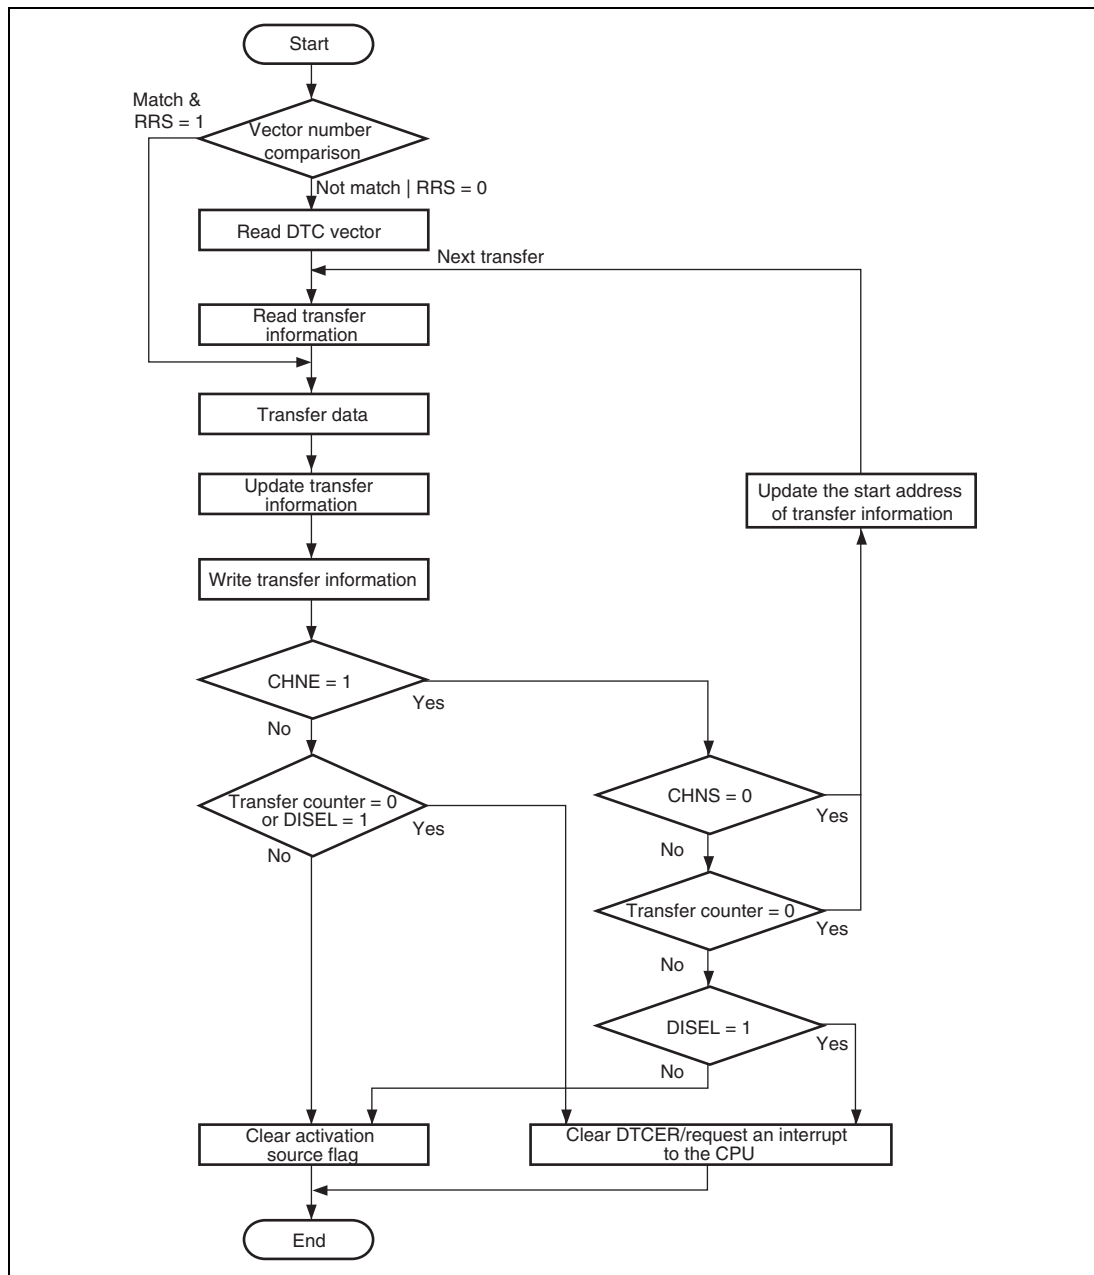 Start
Match &
RRS = 1
Vector number
comparison
Not match | RRS = 0
Read DTC vector
Next transfer
Read transfer
information
Transfer data
Update transfer
information
Update the start address
of transfer information
Write transfer information
CHNE = 1
Yes
No
Transfer counter = 0
or DISEL = 1
Yes
No
CHNS = 0
Yes
No
Transfer counter = 0
Yes
No
DISEL = 1
Yes
No
Clear activation
source flag
Clear DTCER/request an interrupt
to the CPU
End